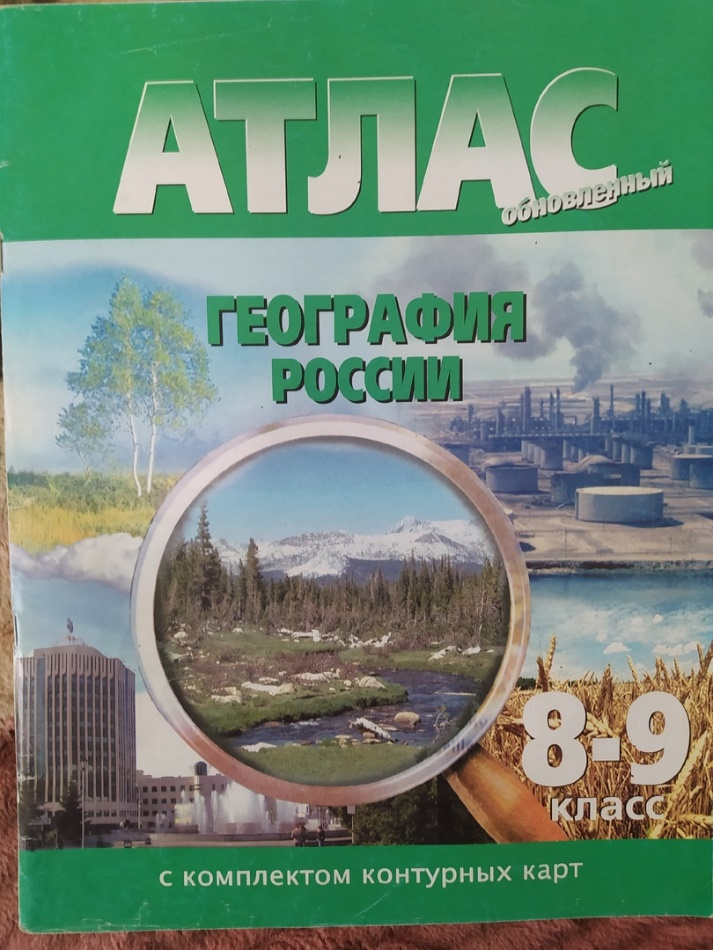 АТЛАС
обновленный
ГЕОГРАФИЯ
РОССИИ
8-9
класс
с комплектом контурных карт